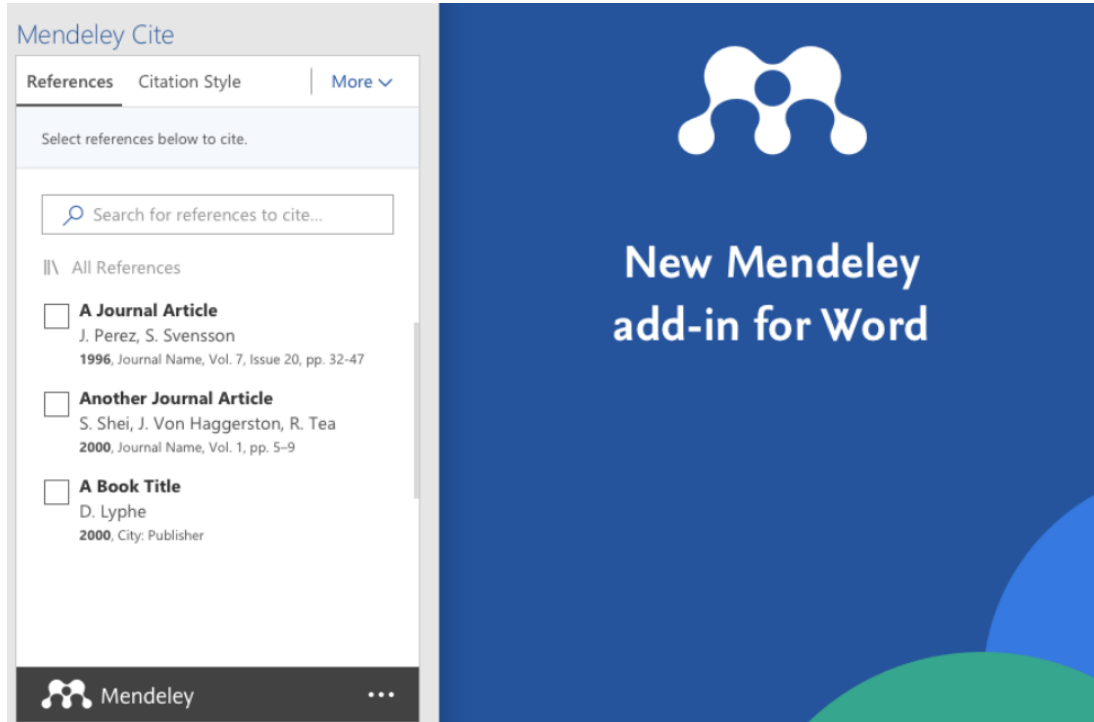 Mendeley Cite
References Citation Style More
Select references below to cite.
Search for references to cite...
All References
A Journal Article
J. Perez, S. Svensson
1996, Journal Name, Vol. 7, Issue 20, pp. 32-47
Another Journal Article
S. Shei, J. Von Haggerston, R. Tea
2000, Journal Name, Vol. 1, pp. 5–9
A Book Title
D. Lyphe
2000, City: Publisher
Mendeley
New Mendeley
add-in for Word